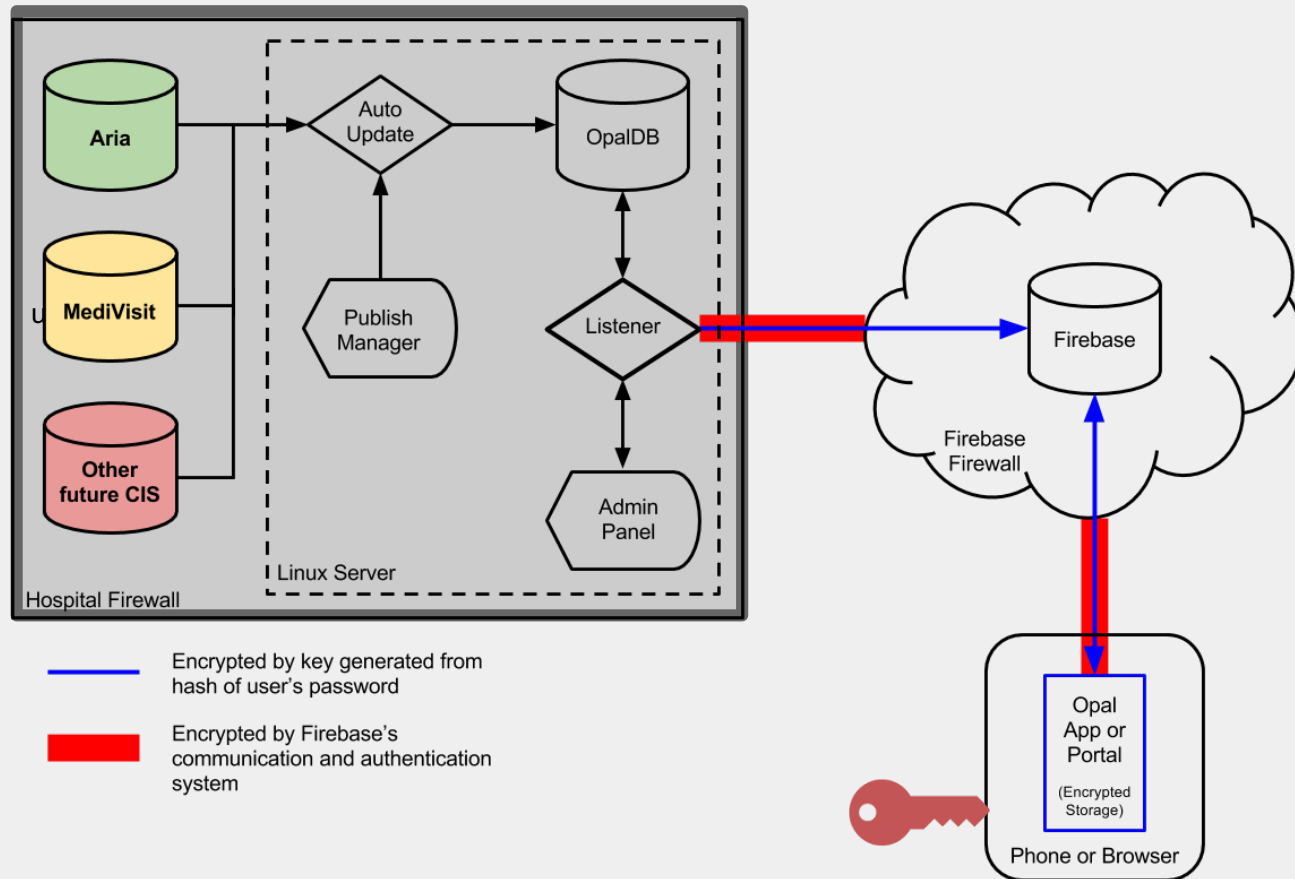 Aria
Auto
Update
OpalDB
U
MediVisit
Publish
Manager
Listener
Firebase
Firebase
Firewall
Other
future CIS
Admin
Panel
Linux Server
Hospital Firewall
Encrypted by key generated from
hash of user’s password
Encrypted by Firebase’s
communication and authentication
system
Opal
App or
Portal
(Encrypted
Storage)
Phone or Browser